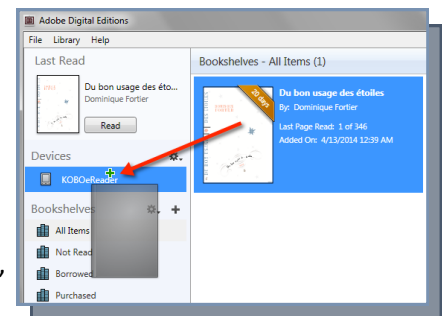 Adobe Digital Editions
File Library Help
Last Read
Du bon usage des éto...
Dominique Fortier
Read
Devices
KOBOeReader
Bookshelves
All Items
Not Read
Borrowed
Purchased
Bookshelves - All Items (1)
20 days
Du bon usage des étoiles
By: Dominique Fortier
Last Page Read: 1 of 346
Added On: 4/13/2014 12:39 AM
,